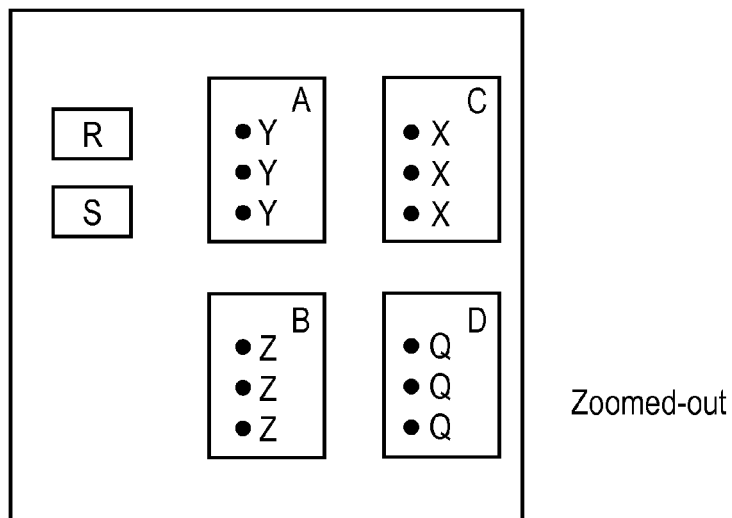 R
S
A
• Y
• Y
• Y
C
• X
• X
• X
B
• Z
• Z
• Z
D
• Q
• Q
• Q
Zoomed-out